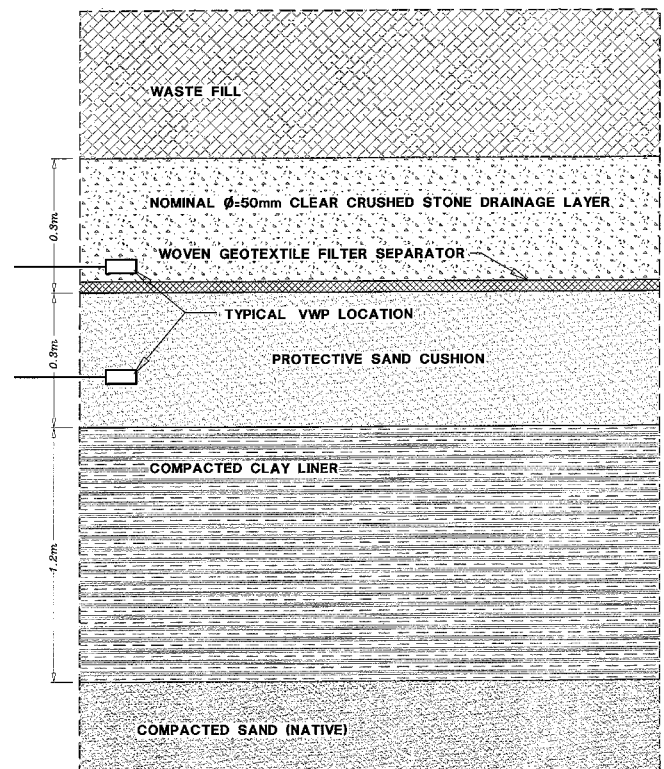 WASTE FILL
0.3m.
NOMINAL Ø=50mm CLEAR CRUSHED STONE DRAINAGE LAYER
WOVEN GEOTEXTILE FILTER SEPARATOR
TYPICAL VWP LOCATION
0.3m.
PROTECTIVE SAND CUSHION
COMPACTED CLAY LINER
1.2m.
COMPACTED SAND (NATIVE)